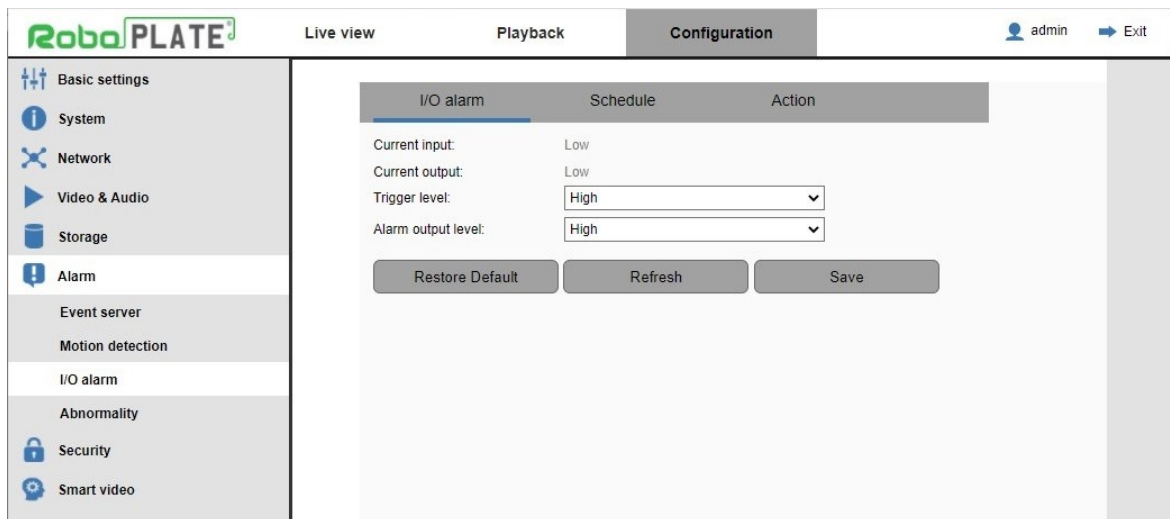 RoboPLATE
Live view Playback Configuration admin Exit
Basic settings
System
Network
Video & Audio
Storage
Alarm
Event server
Motion detection
I/O alarm
Abnormality
Security
Smart video
I/O alarm Schedule Action
Current input: Low
Current output: Low
Trigger level: High
Alarm output level: High
Restore Default Refresh Save